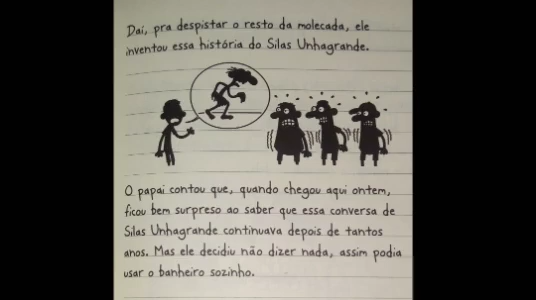 Daí, pra despistar o resto da molecada, ele
inventou essa história do Silas Unhagrande.
O papai contou que, quando chegou aqui ontem,
ficou bem surpreso ao saber que essa conversa de
Silas Unhagrande continuava depois de tantos
anos. Mas ele decidiu não dizer nada, assim podia
usar o banheiro sozinho.